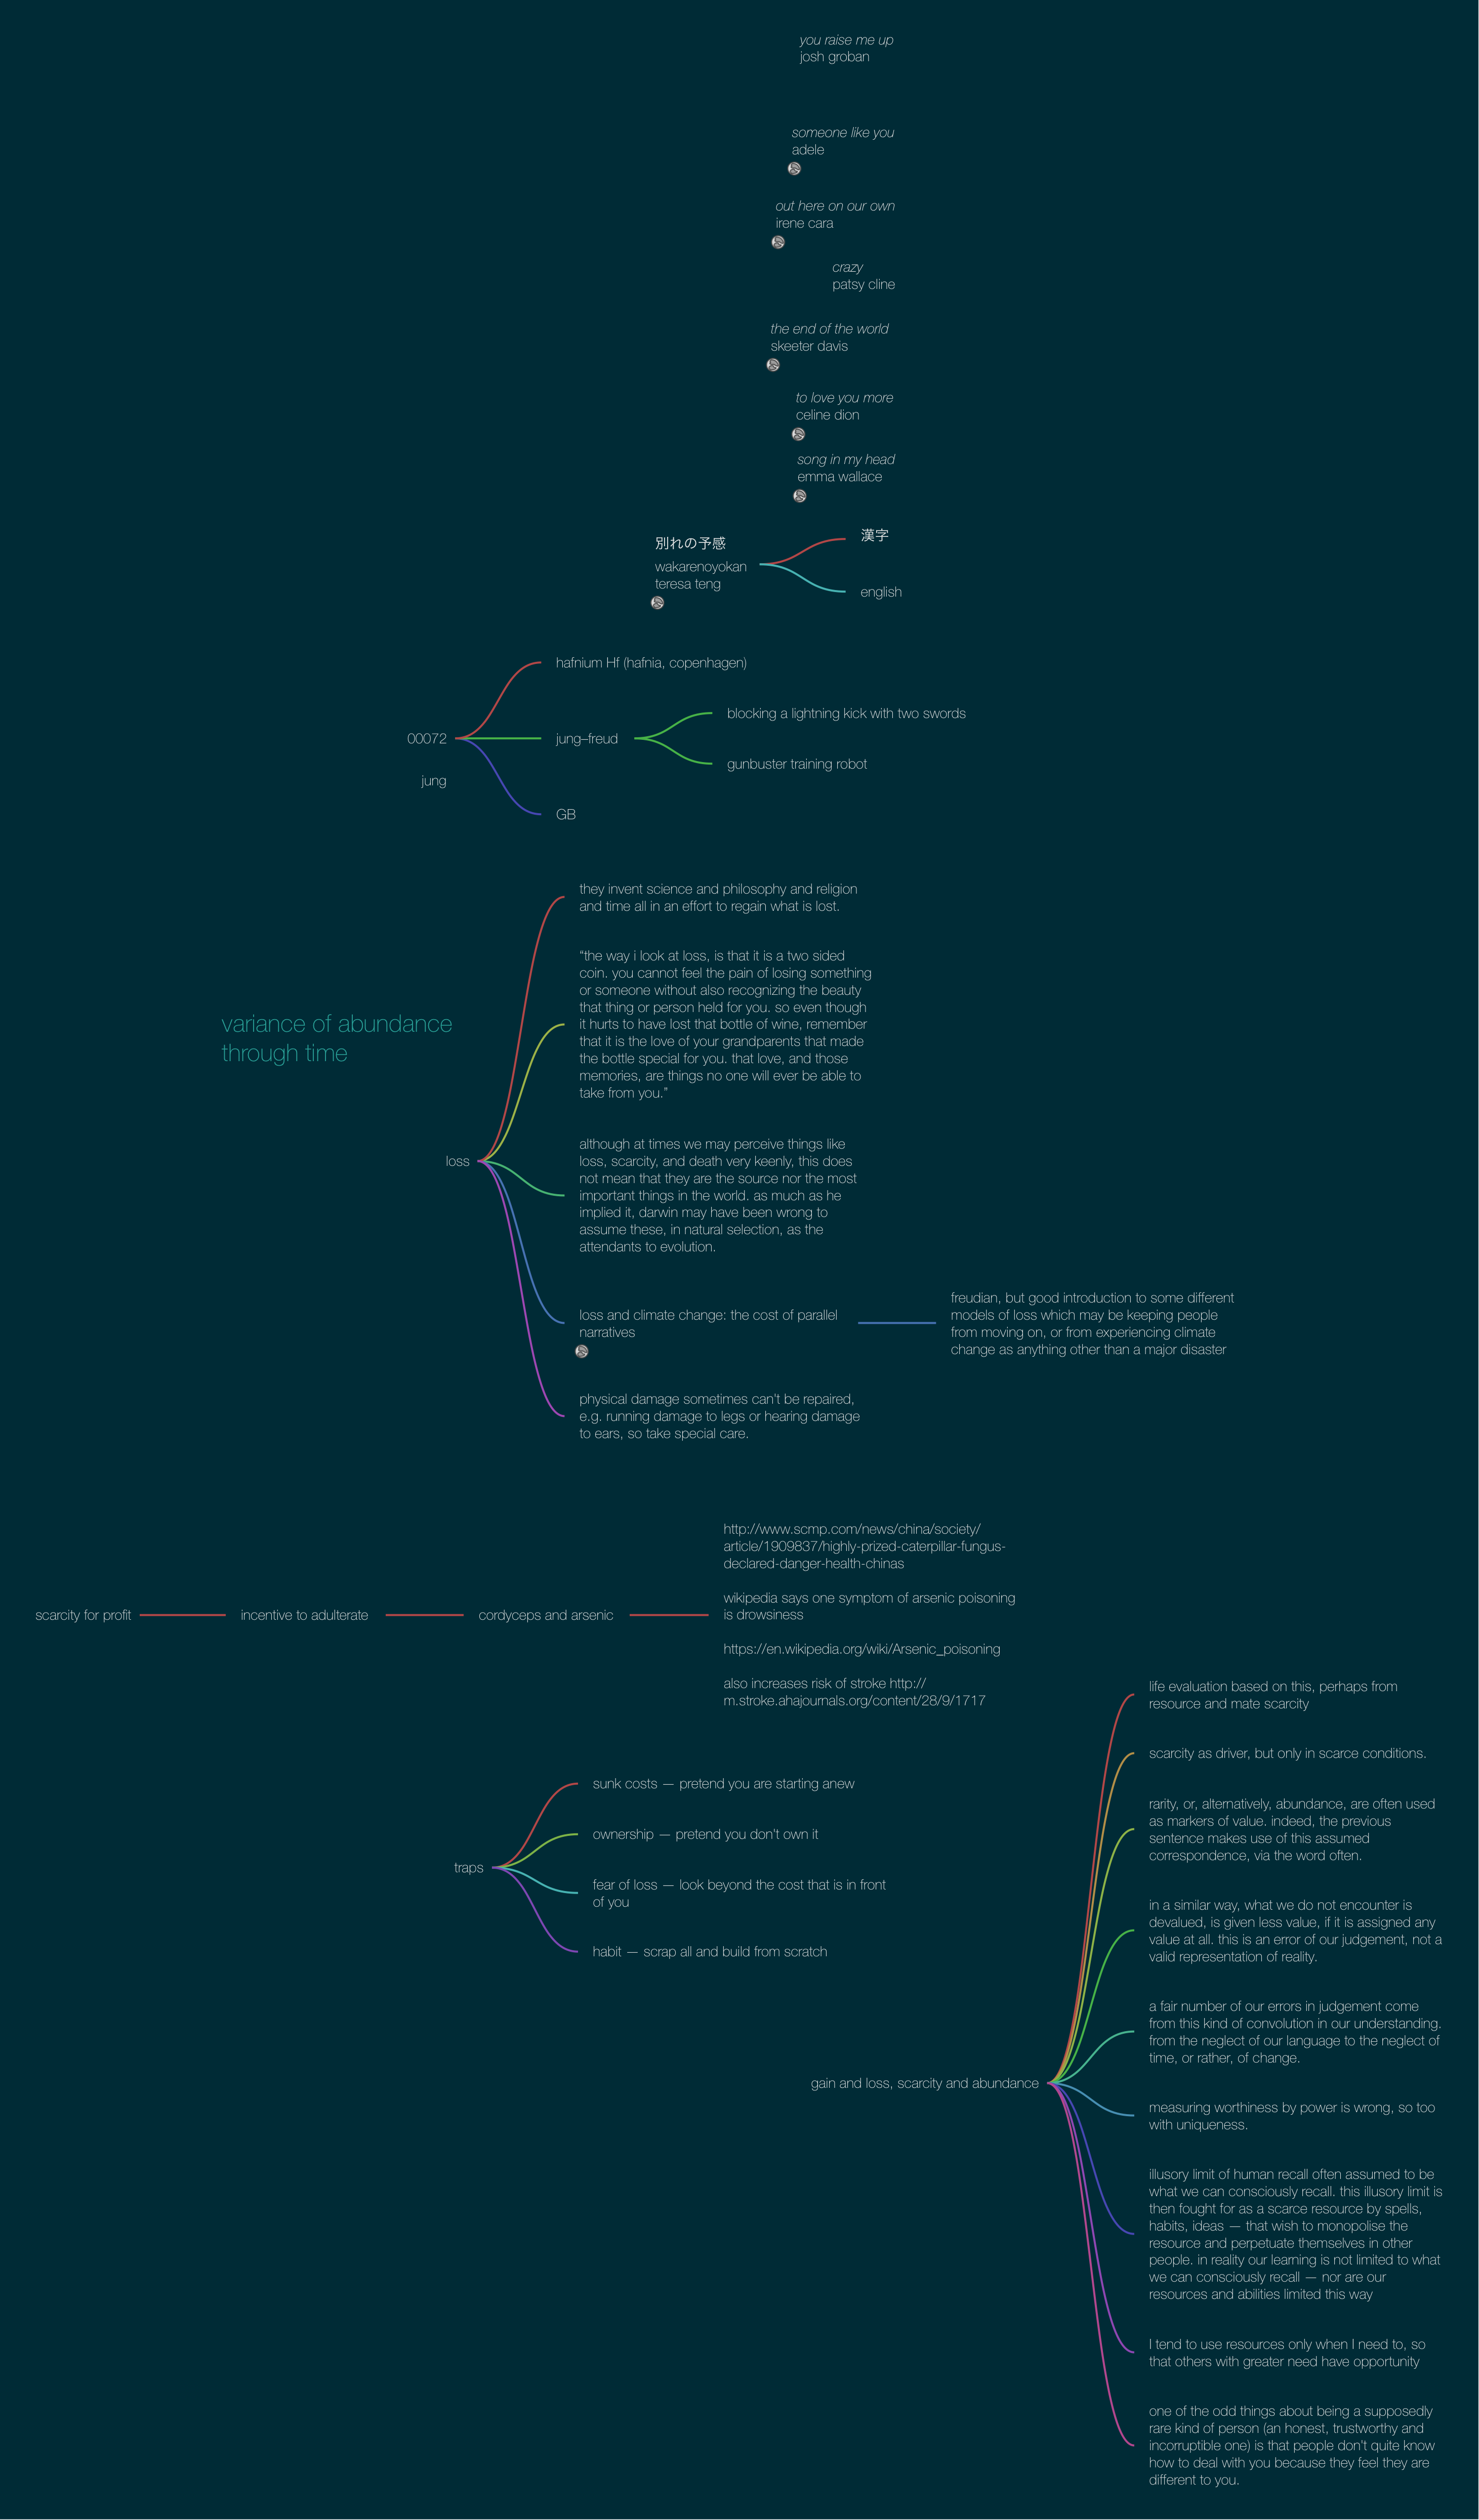 you raise me up
josh groban
someone like you
adele
out here on our own
irene cara
crazy
patsy cline
the end of the world
skeeter davis
to love you more
celine dion
song in my head
emma wallace
別れの予感
wakarenoyokan
teresa teng
漢字
english
00072
jung
hafnium Hf (hafnia, copenhagen)
jung–freud
blocking a lightning kick with two swords
gunbuster training robot
GB
variance of abundance
through time
loss
they invent science and philosophy and religion
and time all in an effort to regain what is lost.
“the way i look at loss, is that it is a two sided
coin. you cannot feel the pain of losing something
or someone without also recognizing the beauty
that thing or person held for you. so even though
it hurts to have lost that bottle of wine, remember
that it is the love of your grandparents that made
the bottle special for you. that love, and those
memories, are things no one will ever be able to
take from you.”
although at times we may perceive things like
loss, scarcity, and death very keenly, this does
not mean that they are the source nor the most
important things in the world. as much as he
implied it, darwin may have been wrong to
assume these, in natural selection, as the
attendants to evolution.
loss and climate change: the cost of parallel
narratives
freudian, but good introduction to some different
models of loss which may be keeping people
from moving on, or from experiencing climate
change as anything other than a major disaster
physical damage sometimes can't be repaired,
e.g. running damage to legs or hearing damage
to ears, so take special care.
scarcity for profit
incentive to adulterate
cordyceps and arsenic
http://www.scmp.com/news/china/society/
article/1909837/highly-prized-caterpillar-fungus-
declared-danger-health-chinas
wikipedia says one symptom of arsenic poisoning
is drowsiness
https://en.wikipedia.org/wiki/Arsenic_poisoning
also increases risk of stroke http://
m.stroke.ahajournals.org/content/28/9/1717
traps
sunk costs — pretend you are starting anew
ownership — pretend you don't own it
fear of loss — look beyond the cost that is in front
of you
habit — scrap all and build from scratch
gain and loss, scarcity and abundance
life evaluation based on this, perhaps from
resource and mate scarcity
scarcity as driver, but only in scarce conditions.
rarity, or, alternatively, abundance, are often used
as markers of value. indeed, the previous
sentence makes use of this assumed
correspondence, via the word often.
in a similar way, what we do not encounter is
devalued, is given less value, if it is assigned any
value at all. this is an error of our judgement, not a
valid representation of reality.
a fair number of our errors in judgement come
from this kind of convolution in our understanding.
from the neglect of our language to the neglect of
time, or rather, of change.
measuring worthiness by power is wrong, so too
with uniqueness.
illusory limit of human recall often assumed to be
what we can consciously recall. this illusory limit is
then fought for as a scarce resource by spells,
habits, ideas — that wish to monopolise the
resource and perpetuate themselves in other
people. in reality our learning is not limited to what
we can consciously recall — nor are our
resources and abilities limited this way
I tend to use resources only when I need to, so
that others with greater need have opportunity
one of the odd things about being a supposedly
rare kind of person (an honest, trustworthy and
incorruptible one) is that people don't quite know
how to deal with you because they feel they are
different to you.